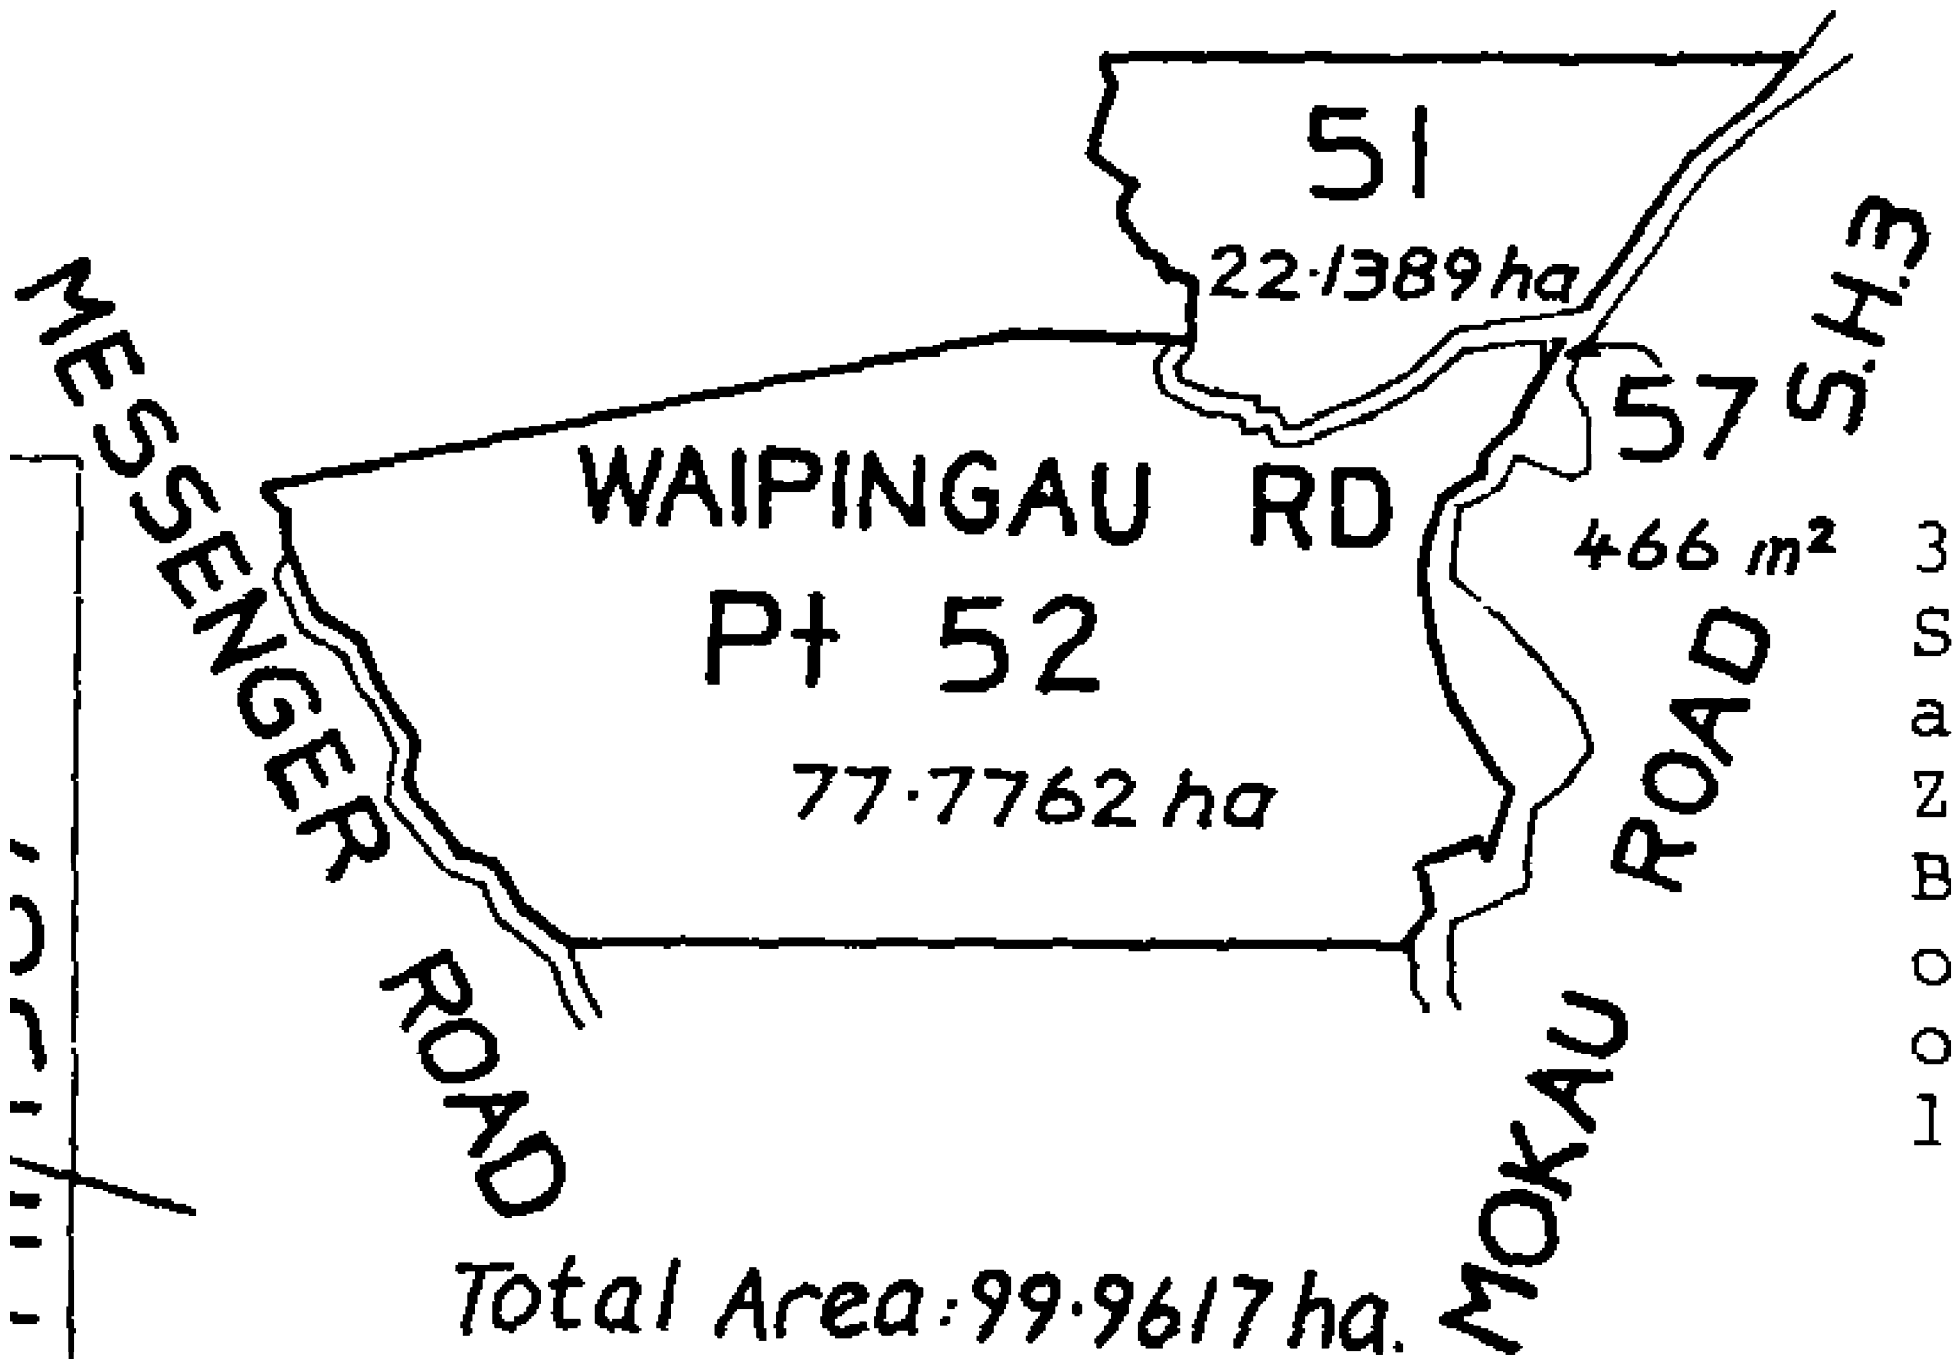 51
22·1389 ha
S.H.3
57
466 m²
MESSENGER ROAD
WAIPINGAU RD
Pt 52
77·7762 ha
MOKAU ROAD
Total Area: 99·9617 ha.
3
S
a
Z
B
o
o
l